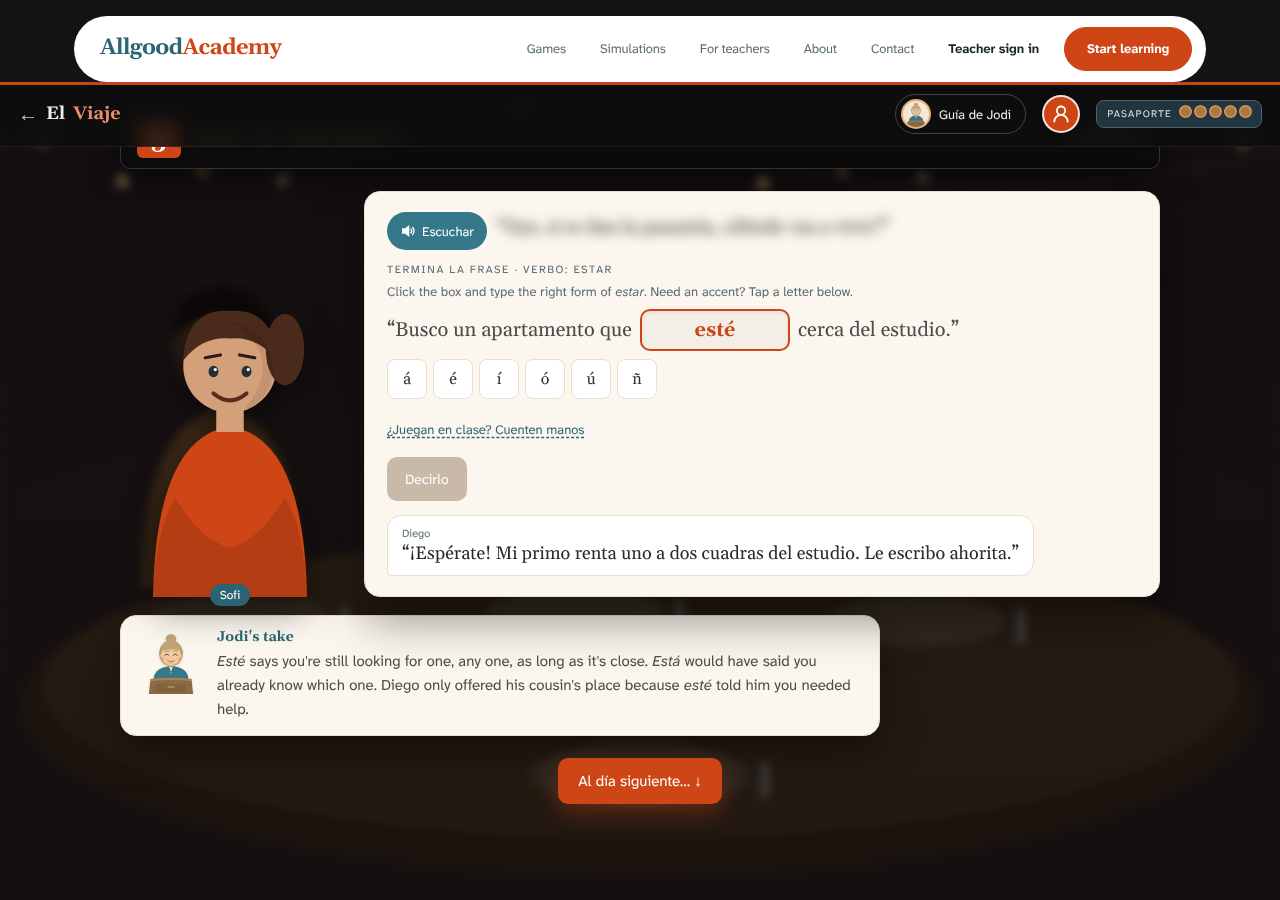 AllgoodAcademy
Games
Simulations
For teachers
About
Contact
Teacher sign in
Start learning
← El Viaje
Guía de Jodi
PASAPORTE
Escuchar
TERMINA LA FRASE · VERBO: ESTAR
Click the box and type the right form of estar. Need an accent? Tap a letter below.
“Busco un apartamento que esté cerca del estudio.”
á é í ó ú ñ
¿Juegan en clase? Cuenten manos
Decirlo
Diego
“¡Espérate! Mi primo renta uno a dos cuadras del estudio. Le escribo ahorita.”
Sofi
Jodi's take
Esté says you're still looking for one, any one, as long as it's close. Está would have said you
already know which one. Diego only offered his cousin's place because esté told him you needed
help.
Al día siguiente... ↓